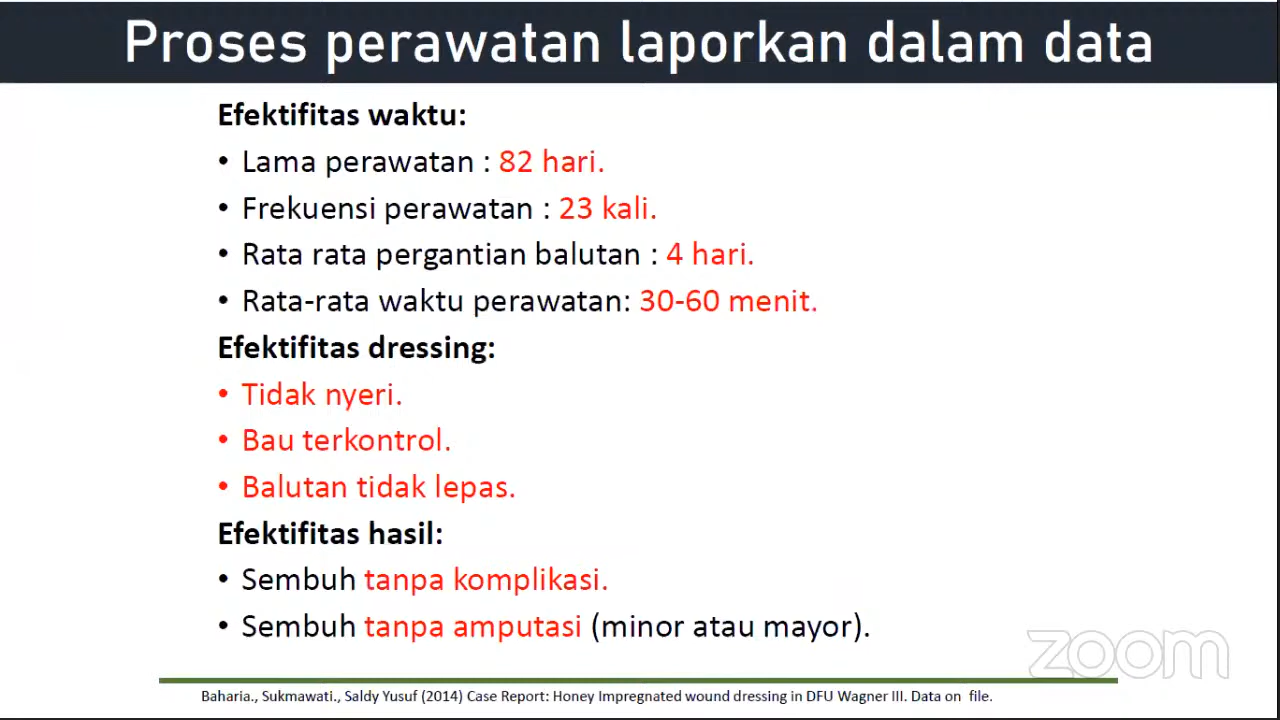 Proses perawatan laporkan dalam data
Efektifitas waktu:
• Lama perawatan : 82 hari.
• Frekuensi perawatan : 23 kali.
• Rata rata pergantian balutan : 4 hari.
• Rata-rata waktu perawatan: 30-60 menit.
Efektifitas dressing:
• Tidak nyeri.
• Bau terkontrol.
• Balutan tidak lepas.
Efektifitas hasil:
• Sembuh tanpa komplikasi.
• Sembuh tanpa amputasi (minor atau mayor).
zoom
Baharia., Sukmawati., Saldy Yusuf (2014) Case Report: Honey Impregnated wound dressing in DFU Wagner III. Data on file.